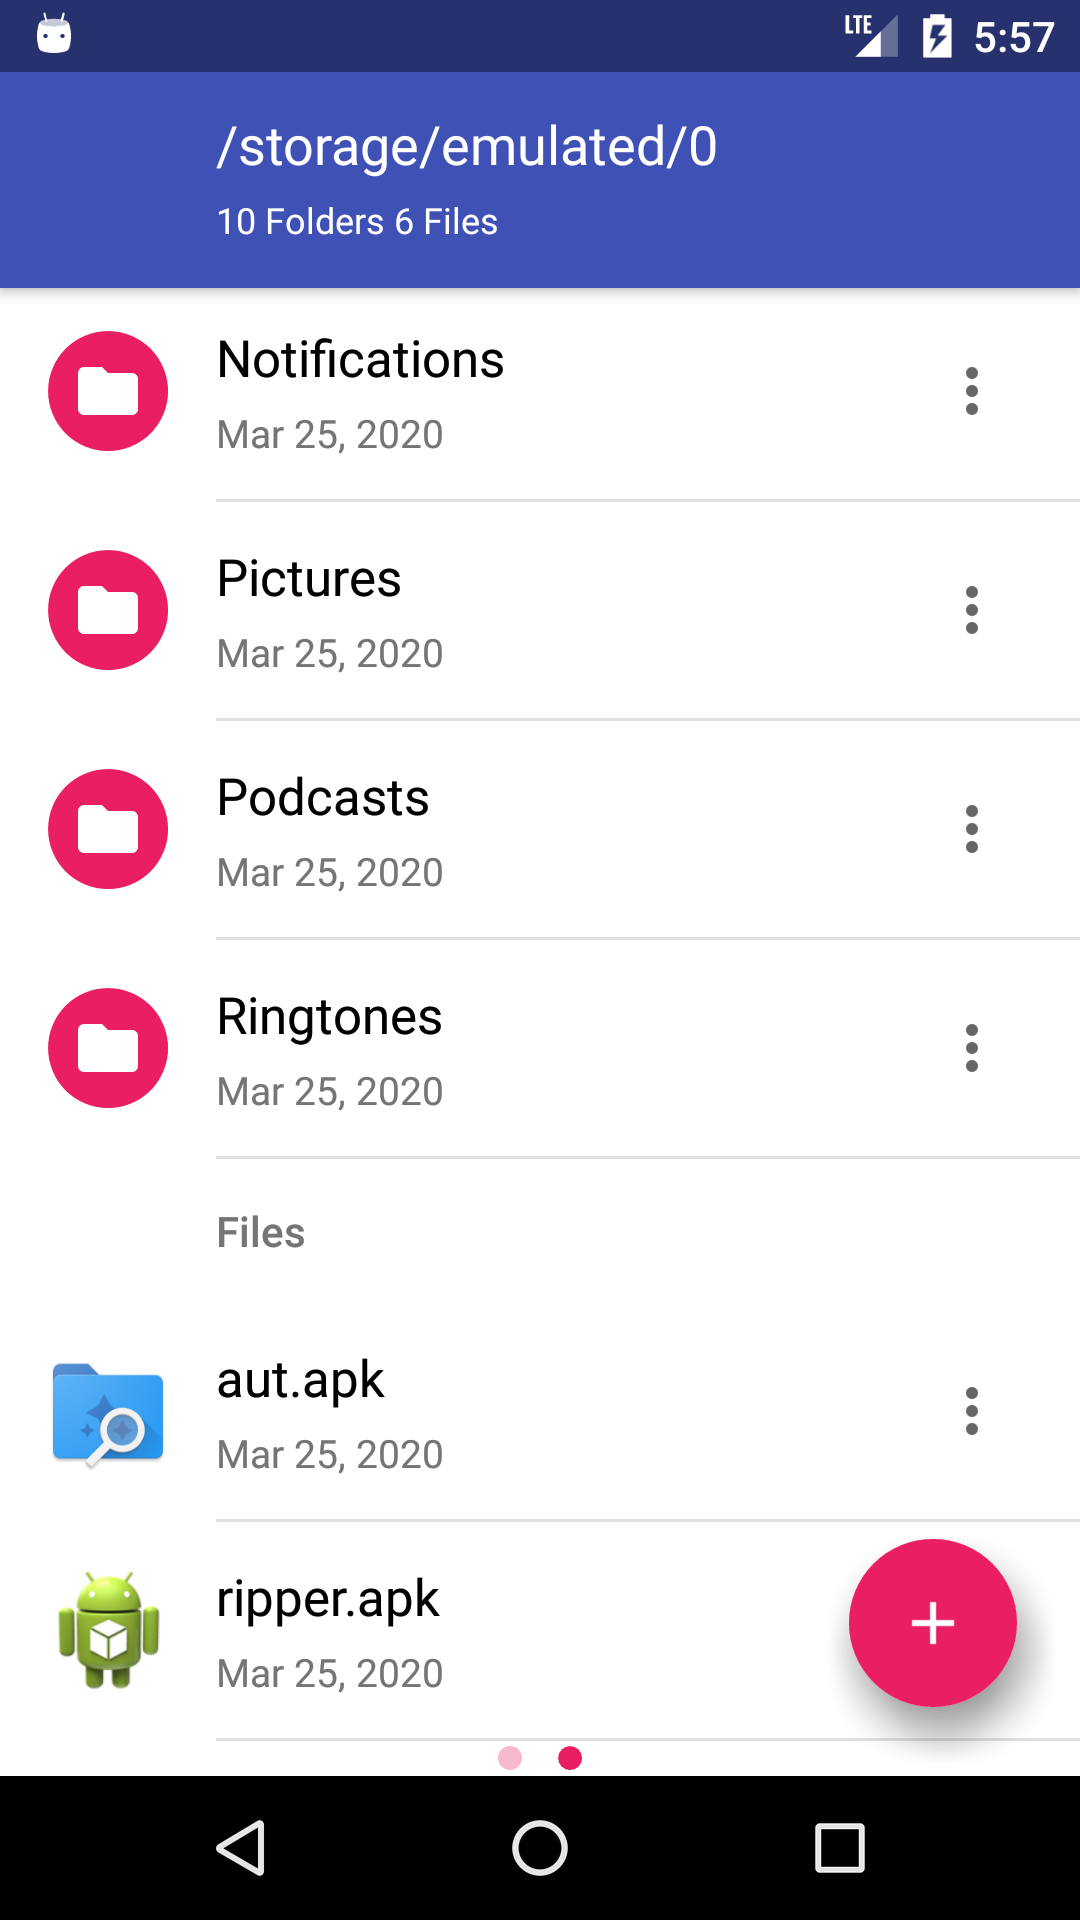 LTE 5:57
/storage/emulated/0
10 Folders 6 Files
Notifications
Mar 25, 2020
Pictures
Mar 25, 2020
Podcasts
Mar 25, 2020
Ringtones
Mar 25, 2020
Files
aut.apk
Mar 25, 2020
ripper.apk
Mar 25, 2020